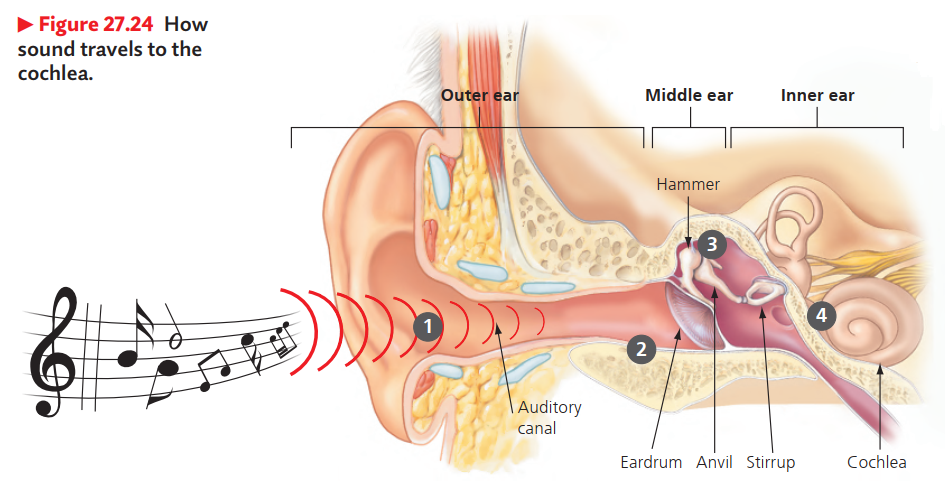 ▶ Figure 27.24 How
sound travels to the
cochlea.
Outer ear
Middle ear
Inner ear
Hammer
3
1
4
2
Auditory
canal
Eardrum
Anvil
Stirrup
Cochlea